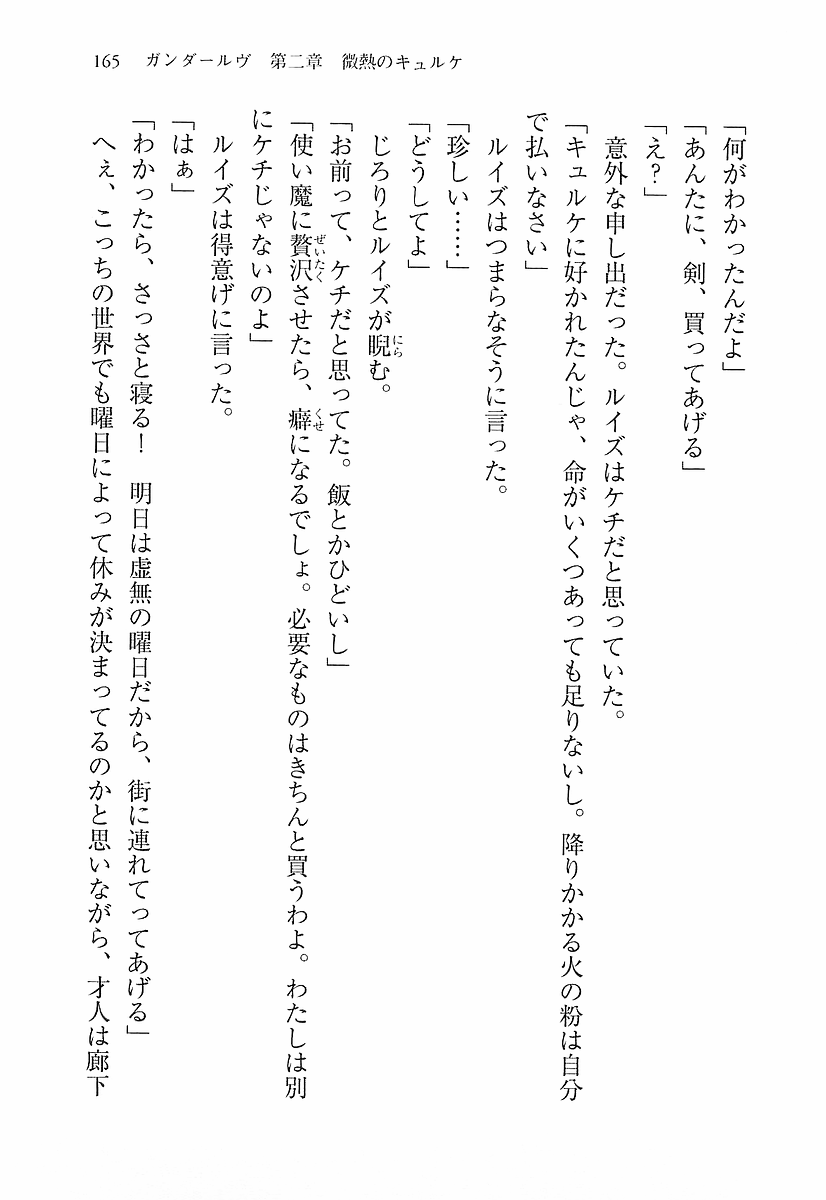 165　ガンダールヴ　第二章　微熱のキュルケ
「何がわかったんだよ」
「あんたに、剣、買ってあげる」
「え？」
　意外な申し出だった。ルイズはケチだと思っていた。
「キュルケに好かれたんじゃ、命がいくつあっても足りないし。降りかかる火の粉は自分
で払いなさい」
　ルイズはつまらなそうに言った。
「珍しい……」
「どうしてよ」
　じろりとルイズが睨む。
「お前って、ケチだと思ってた。飯とかひどいし」
「使い魔に贅沢させたら、癖になるでしょ。必要なものはきちんと買うわよ。わたしは別
にケチじゃないのよ」
　ルイズは得意げに言った。
「はぁ」
「わかったら、さっさと寝る！　明日は虚無の曜日だから、街に連れてってあげる」
　へぇ、こっちの世界でも曜日によって休みが決まってるのかと思いながら、才人は廊下